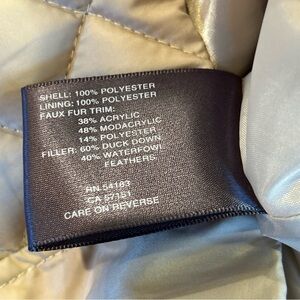 SHELL: 100% POLYESTER
LINING: 100% POLYESTER
FAUX FUR TRIM:
38% ACRYLIC
48% MODACRYLIC
14% POLYESTER
FILLER: 60% DUCK DOWN
40% WATERFOWL
FEATHERS
RN 54163
CA 57151
CARE ON REVERSE